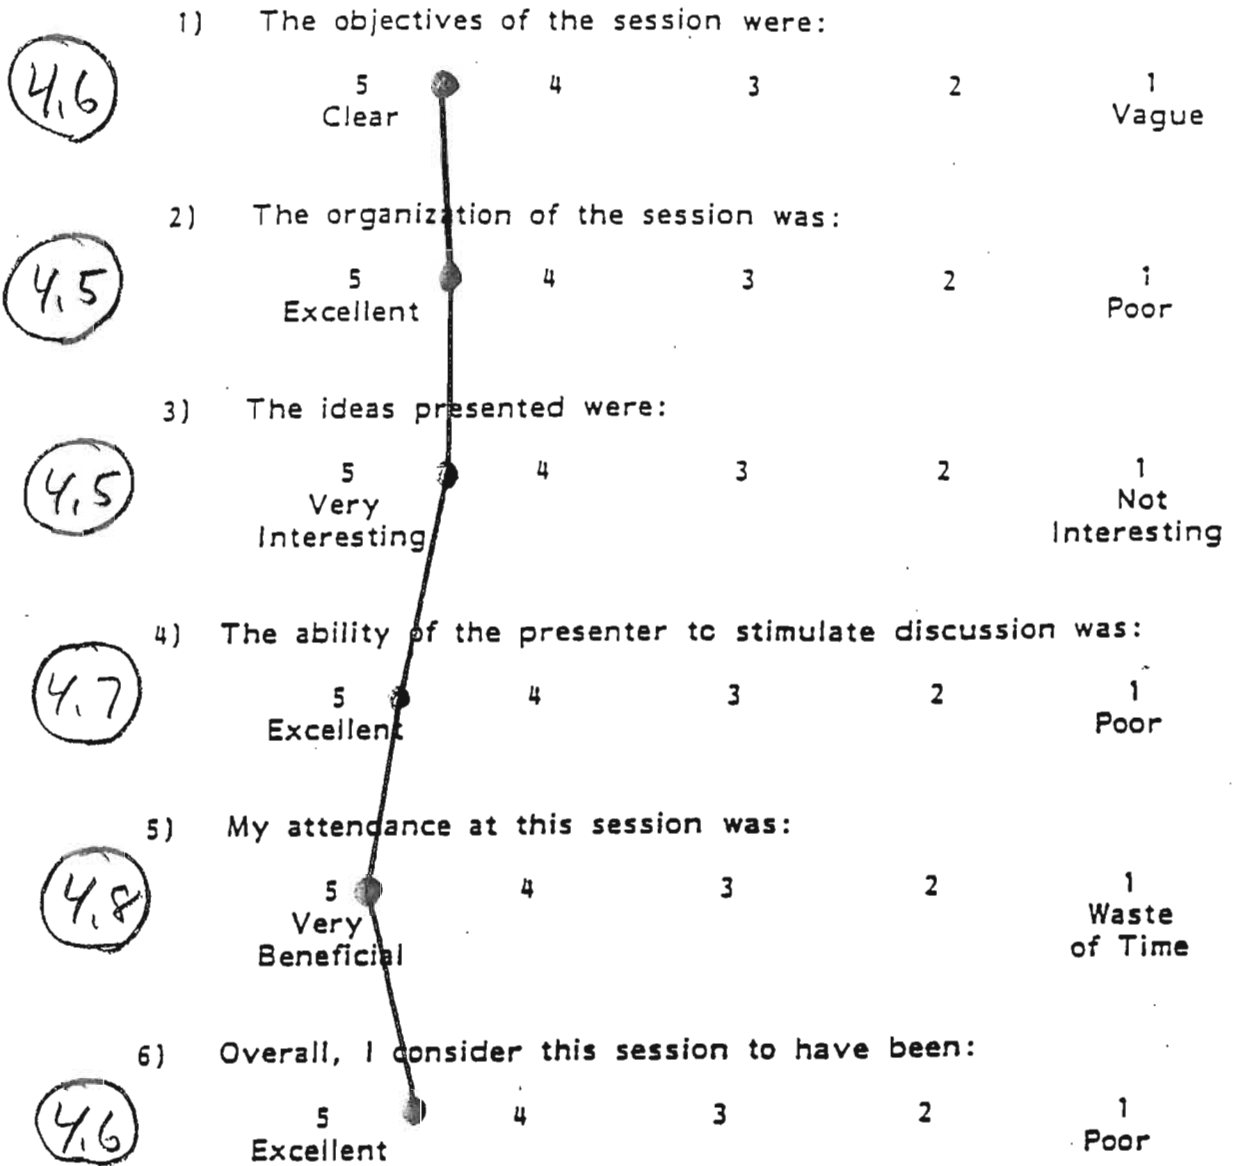 1) The objectives of the session were:
4.6
5 4 3 2 1
Clear Vague
2) The organization of the session was:
4.5
5 4 3 2 1
Excellent Poor
3) The ideas presented were:
4.5
5 4 3 2 1
Very Not
Interesting Interesting
4) The ability of the presenter to stimulate discussion was:
4.7
5 4 3 2 1
Excellent Poor
5) My attendance at this session was:
4.8
5 4 3 2 1
Very Waste
Beneficial of Time
6) Overall, I consider this session to have been:
4.6
5 4 3 2 1
Excellent Poor